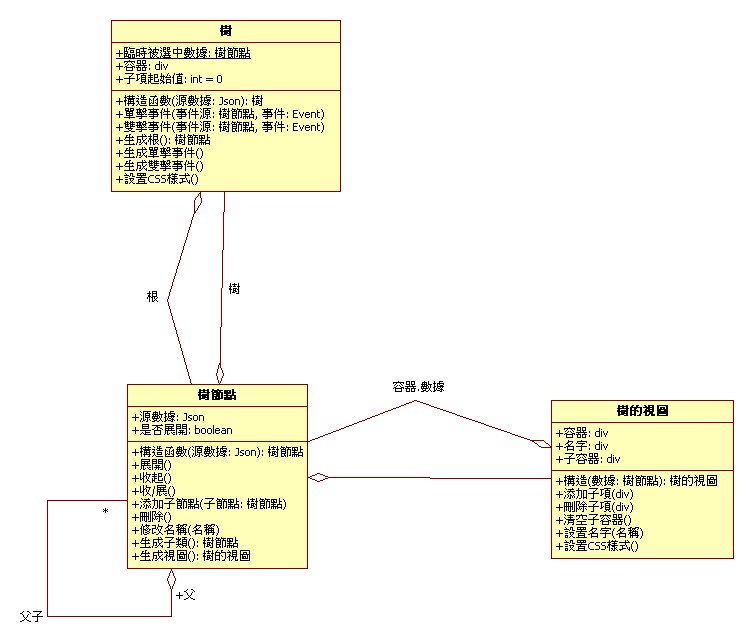 樹
+臨時被選中數據: 樹節點
+容器: div
+子項起始值: int = 0
+構造函數(源數據: Json): 樹
+單擊事件(事件源: 樹節點, 事件: Event)
+雙擊事件(事件源: 樹節點, 事件: Event)
+生成根(): 樹節點
+生成單擊事件()
+生成雙擊事件()
+設置CSS樣式()
根
樹
樹節點
+源數據: Json
+是否展開: boolean
+構造函數(源數據: Json): 樹節點
+展開()
+收起()
+收/展()
+添加子節點(子節點: 樹節點)
+刪除()
+修改名稱(名稱)
+生成子類(): 樹節點
+生成視圖(): 樹的視圖
容器.數據
樹的視圖
+容器: div
+名字: div
+子容器: div
+構造(數據: 樹節點): 樹的視圖
+添加子項(div)
+刪除子項(div)
+清空子容器()
+設置名字(名稱)
+設置CSS樣式()
*
+父
父子